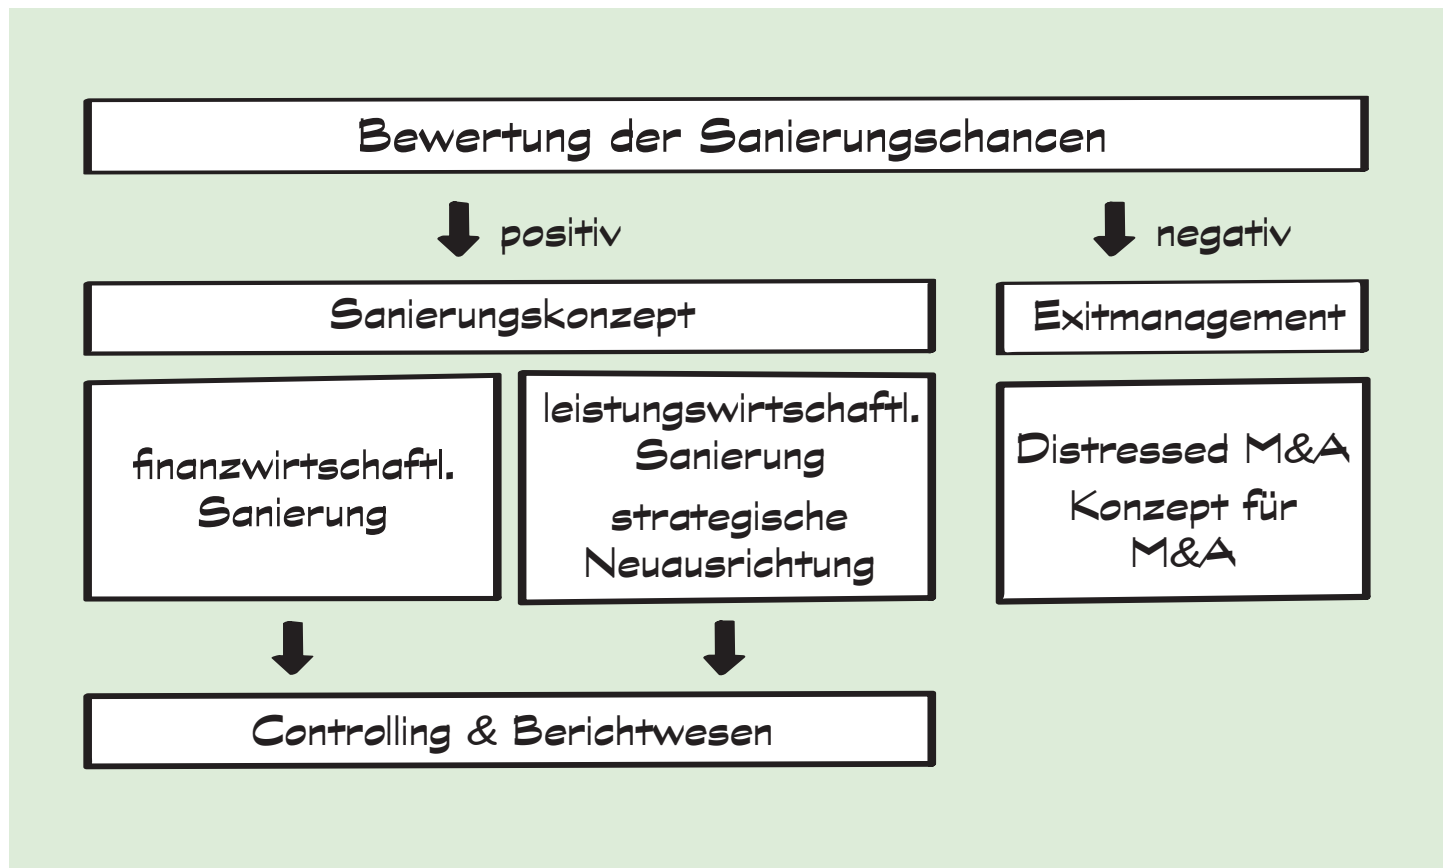 Bewertung der Sanierungschancen
positiv
negativ
Sanierungskonzept
Exitmanagement
finanzwirtschaftl.
Sanierung
leistungswirtschaftl.
Sanierung
strategische
Neuausrichtung
Distressed M&A
Konzept für
M&A
Controlling & Berichtwesen